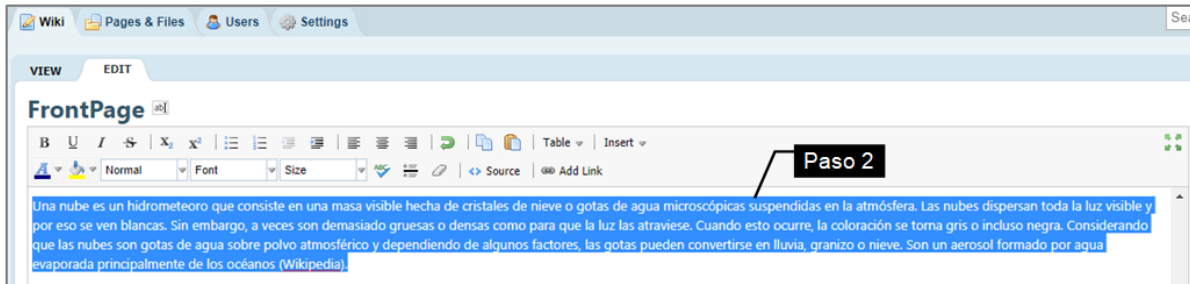 Wiki Pages & Files Users Settings
VIEW EDIT
FrontPage
B U I S X₂ X² Table Insert
A Normal Font Size ABC Source Add Link
Paso 2
Una nube es un hidrometeoro que consiste en una masa visible hecha de cristales de nieve o gotas de agua microscópicas suspendidas en la atmósfera. Las nubes dispersan toda la luz visible y
por eso se ven blancas. Sin embargo, a veces son demasiado gruesas o densas como para que la luz las atraviese. Cuando esto ocurre, la coloración se torna gris o incluso negra. Considerando
que las nubes son gotas de agua sobre polvo atmosférico y dependiendo de algunos factores, las gotas pueden convertirse en lluvia, granizo o nieve. Son un aerosol formado por agua
evaporada principalmente de los océanos (Wikipedia).